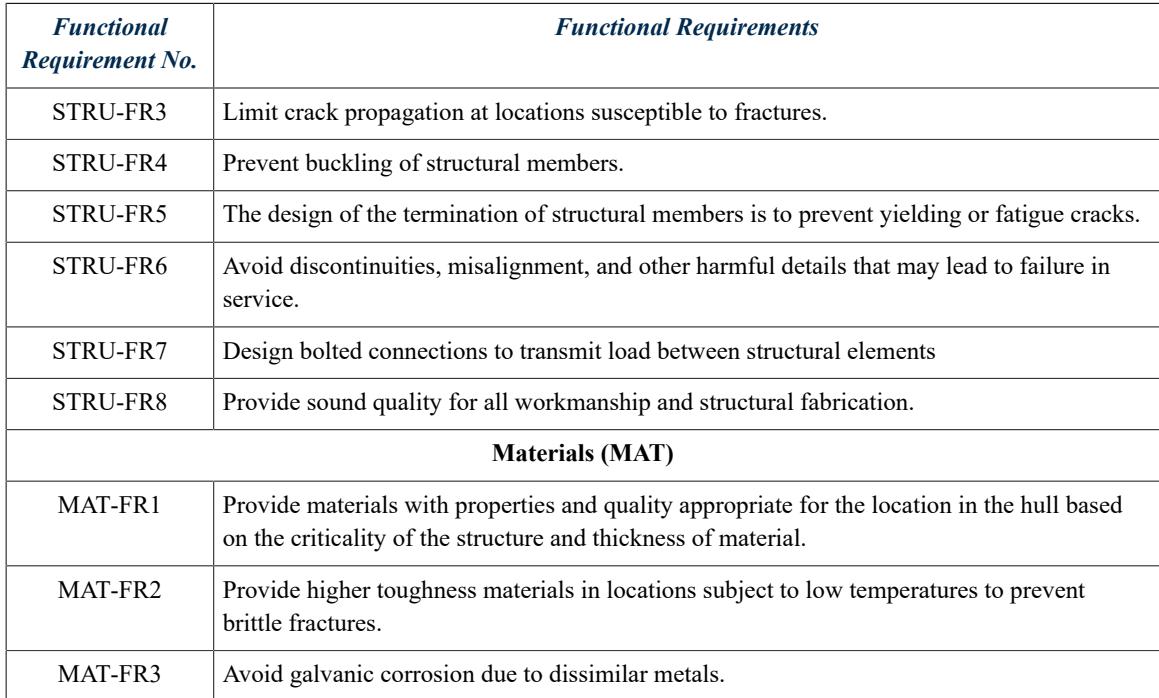 Functional
Requirement No.
Functional Requirements
STRU-FR3
Limit crack propagation at locations susceptible to fractures.
STRU-FR4
Prevent buckling of structural members.
STRU-FR5
The design of the termination of structural members is to prevent yielding or fatigue cracks.
STRU-FR6
Avoid discontinuities, misalignment, and other harmful details that may lead to failure in
service.
STRU-FR7
Design bolted connections to transmit load between structural elements
STRU-FR8
Provide sound quality for all workmanship and structural fabrication.
Materials (MAT)
MAT-FR1
Provide materials with properties and quality appropriate for the location in the hull based
on the criticality of the structure and thickness of material.
MAT-FR2
Provide higher toughness materials in locations subject to low temperatures to prevent
brittle fractures.
MAT-FR3
Avoid galvanic corrosion due to dissimilar metals.